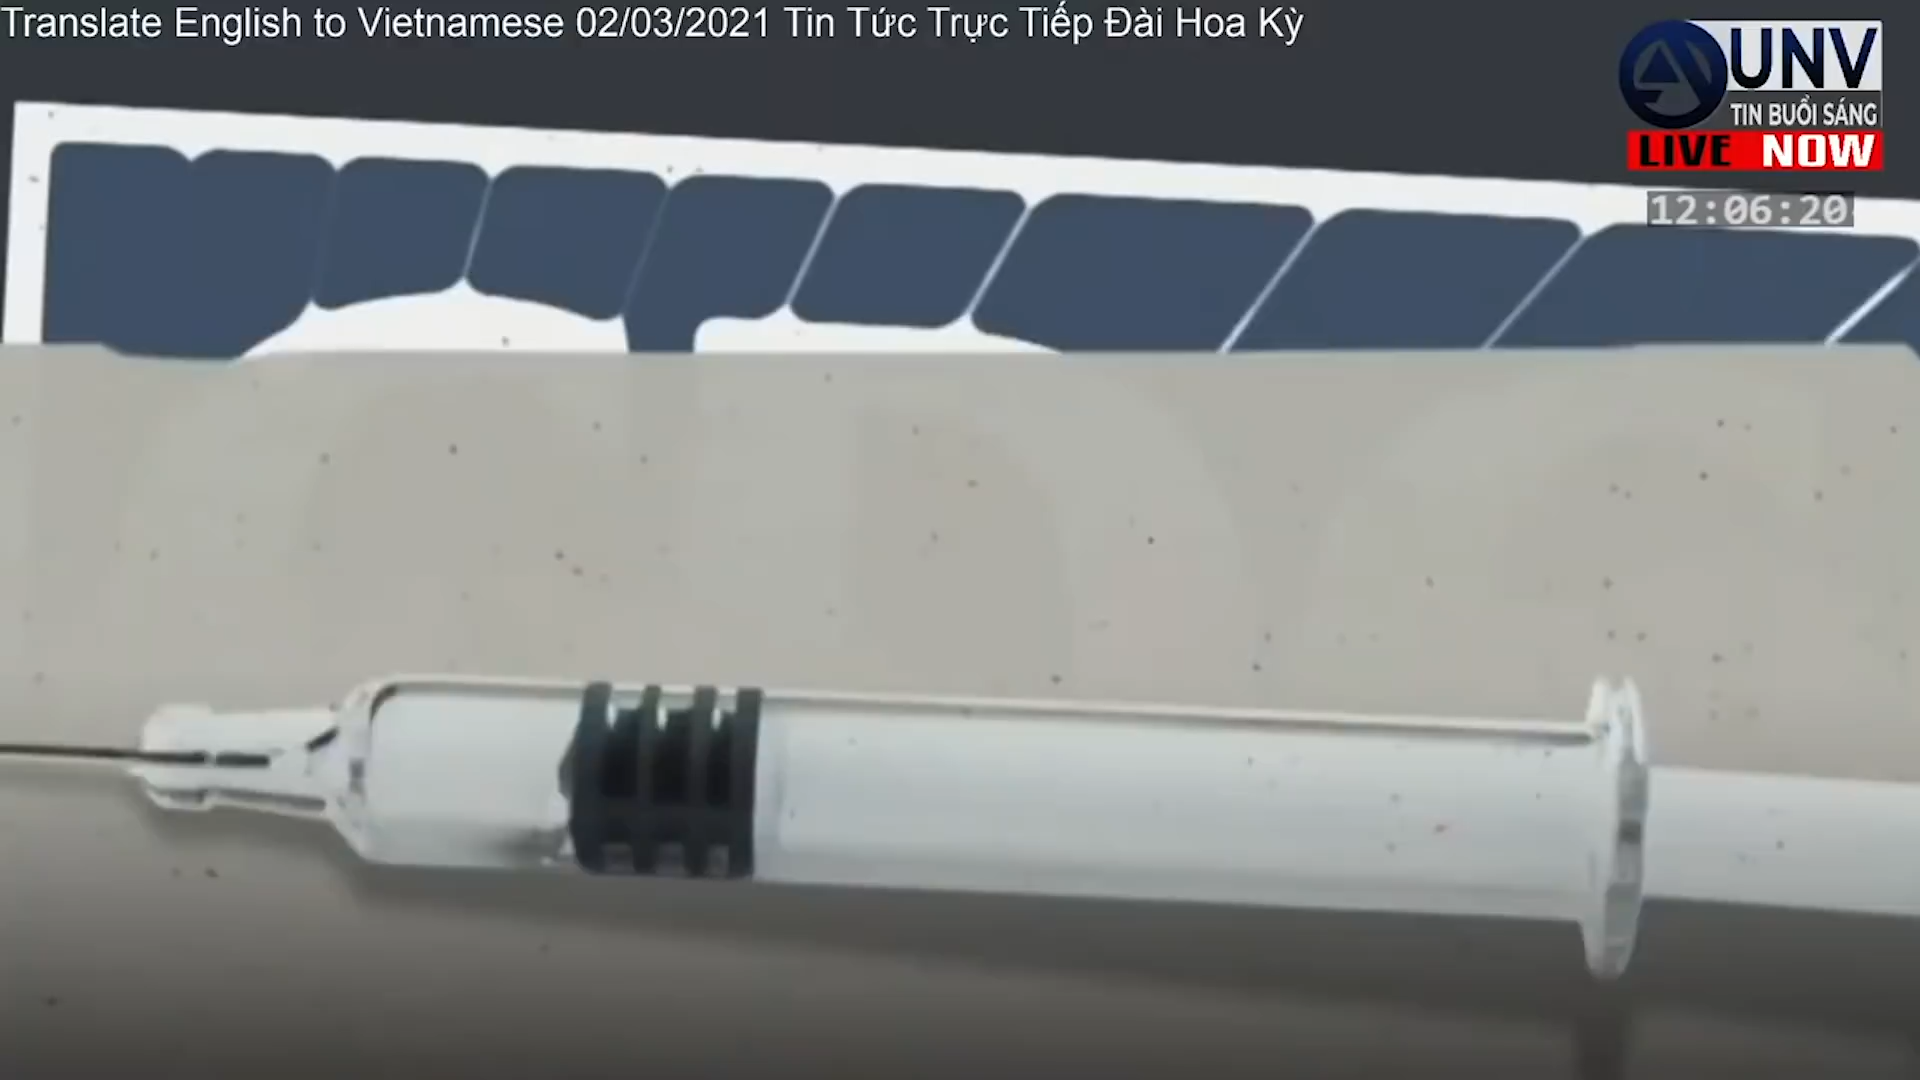 Translate English to Vietnamese 02/03/2021 Tin Tức Trực Tiếp Đài Hoa Kỳ
UNV
TIN BUỔI SÁNG
LIVE NOW
12:06:20